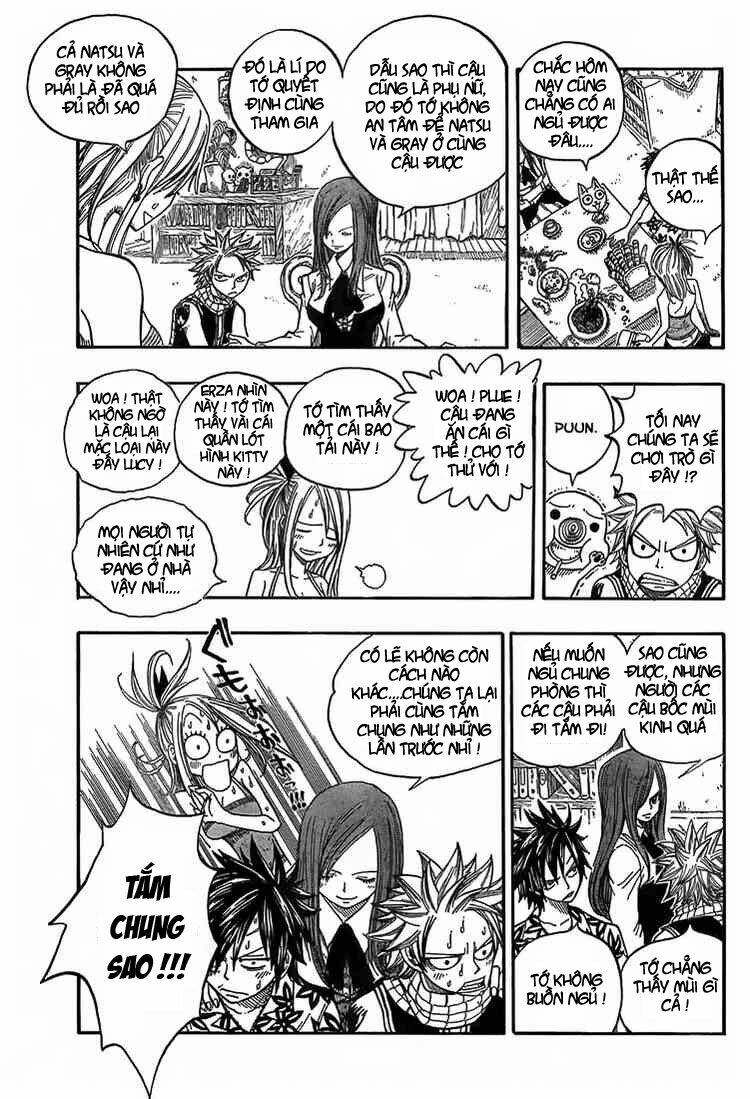 CHẮC HÔM
NAY CŨNG
CHẲNG CÓ AI
NGỦ ĐƯỢC
ĐÂU....
THẬT THẾ
SAO...
DẪU SAO THÌ CẬU
CŨNG LÀ PHỤ NỮ,
DO ĐÓ TỚ KHÔNG
AN TÂM ĐỂ NATSU
VÀ GRAY Ở CÙNG
CẬU ĐƯỢC
ĐÓ LÀ LÍ DO
TỚ QUYẾT
ĐỊNH CÙNG
THAM GIA
CẢ NATSU VÀ
GRAY KHÔNG
PHẢI LÀ ĐÃ QUÁ
ĐỦ RỒI SAO
TỐI NAY
CHÚNG TA SẼ
CHƠI TRÒ GÌ
ĐÂY !?
PUUN.
WOA ! PLUE !
CẬU ĐANG
ĂN CÁI GÌ
THẾ ! CHO TỚ
THỬ VỚI !
TỚ TÌM THẤY
MỘT CÁI BAO
TẢI NÀY !
ERZA NHÌN
NÀY ! TỚ TÌM
THẤY VÀI CÁI
QUẦN LÓT
HÌNH KITTY
NÀY !
WOA ! THẬT
KHÔNG NGỜ
LÀ CẬU LẠI
MẶC LOẠI NÀY
ĐẤY LUCY !
MỌI NGƯỜI TỰ
NHIÊN CỨ NHƯ
ĐANG Ở NHÀ
VẬY NHỈ....
SAO CŨNG
ĐƯỢC, NHƯNG
NGƯỜI CÁC
CẬU BỐC MÙI
KINH QUÁ
NẾU MUỐN
NGỦ CHUNG
PHÒNG THÌ
CÁC CẬU PHẢI
ĐI TẮM ĐI!
TỚ CHẲNG
THẤY MÙI GÌ
CẢ !
TỚ KHÔNG
BUỒN NGỦ !
CÓ LẼ KHÔNG CÒN
CÁCH NÀO
KHÁC....CHÚNG TA LẠI
PHẢI CÙNG TẮM
CHUNG NHƯ NHỮNG
LẦN TRƯỚC NHỈ !
ぐもおおおおっ!!!
TẮM
CHUNG
SAO !!!